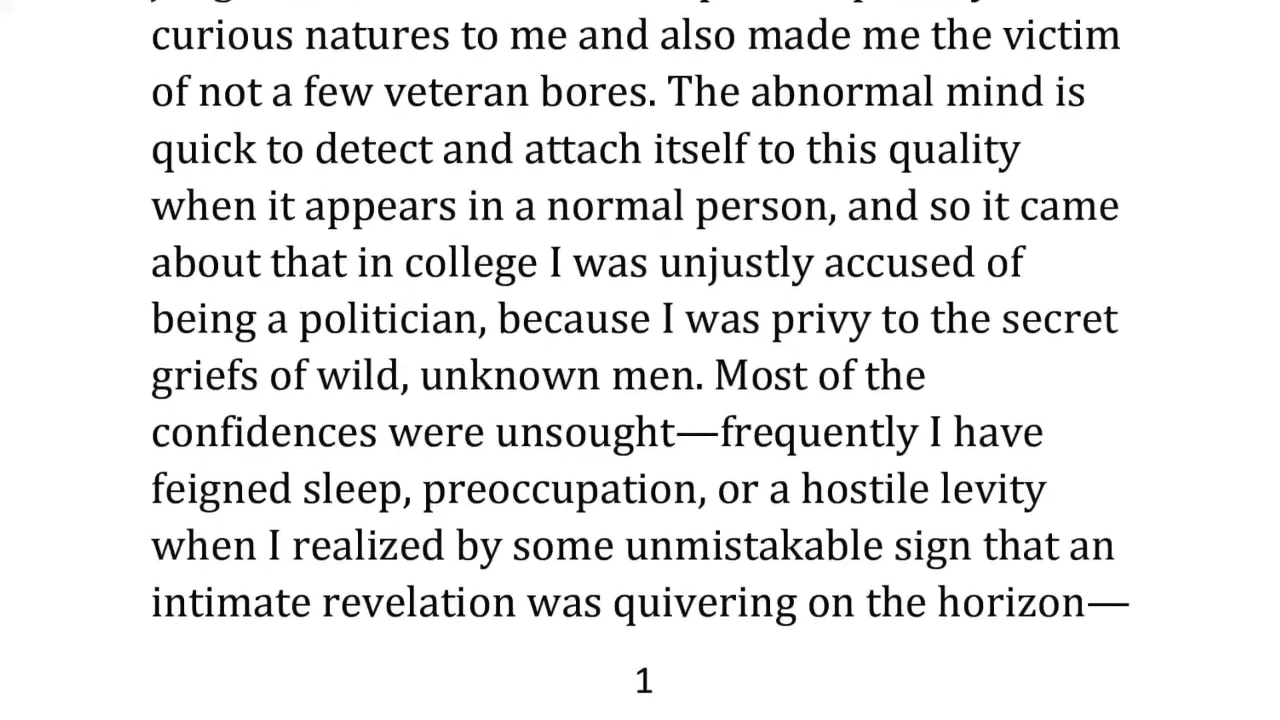 curious natures to me and also made me the victim
of not a few veteran bores. The abnormal mind is
quick to detect and attach itself to this quality
when it appears in a normal person, and so it came
about that in college I was unjustly accused of
being a politician, because I was privy to the secret
griefs of wild, unknown men. Most of the
confidences were unsought—frequently I have
feigned sleep, preoccupation, or a hostile levity
when I realized by some unmistakable sign that an
intimate revelation was quivering on the horizon—
1